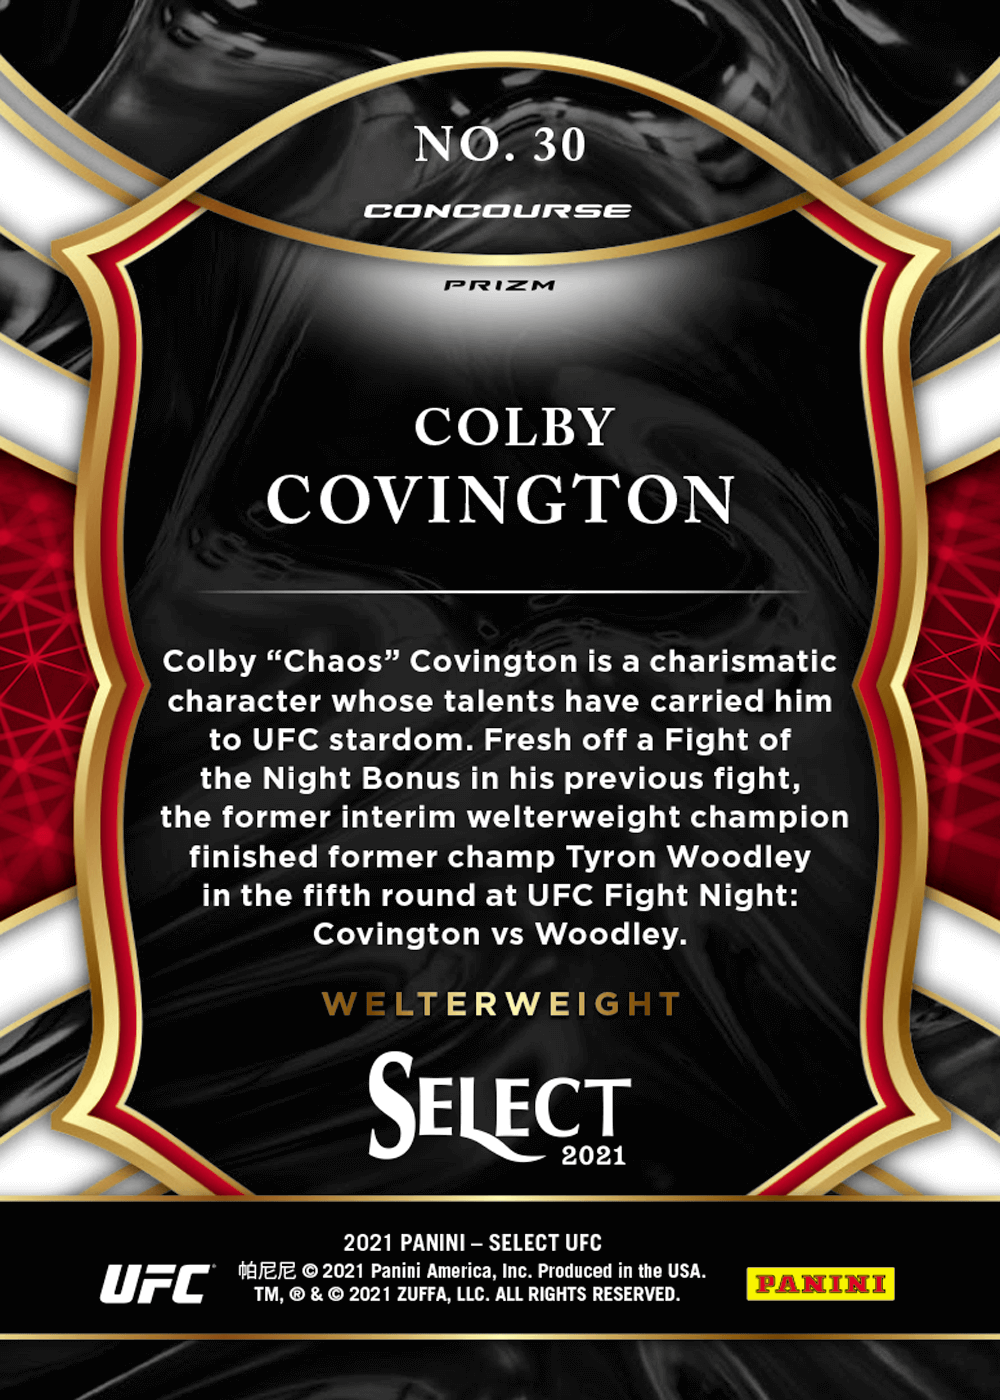 NO. 30
CONCOURSE
PRIZM
COLBY
COVINGTON
Colby “Chaos” Covington is a charismatic
character whose talents have carried him
to UFC stardom. Fresh off a Fight of
the Night Bonus in his previous fight,
the former interim welterweight champion
finished former champ Tyron Woodley
in the fifth round at UFC Fight Night:
Covington vs Woodley.
WELTERWEIGHT
SELECT
2021
2021 PANINI – SELECT UFC
UFC
帕尼尼 © 2021 Panini America, Inc. Produced in the USA.
TM, ® & © 2021 ZUFFA, LLC. ALL RIGHTS RESERVED.
PANINI